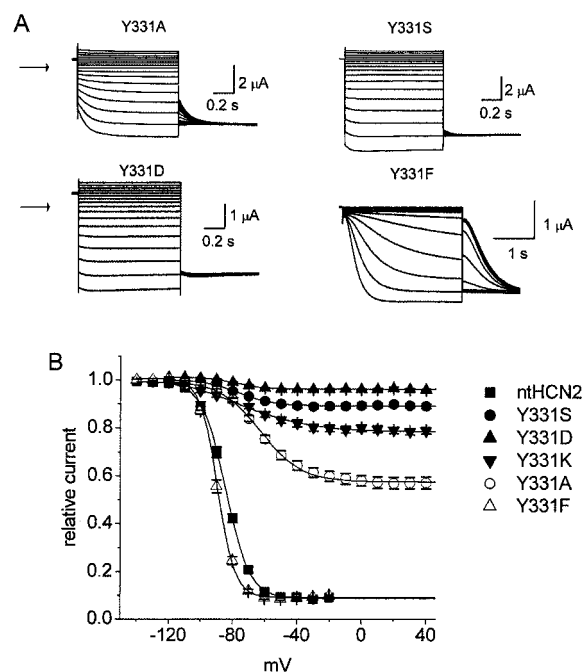 A
Y331A
Y331S
2 µA
0.2 s
2 µA
0.2 s
Y331D
Y331F
1 µA
0.2 s
1 µA
1 s
B
relative current
1.0
0.8
0.6
0.4
0.2
0.0
-120
-80
-40
0
40
mV
ntHCN2
Y331S
Y331D
Y331K
Y331A
Y331F